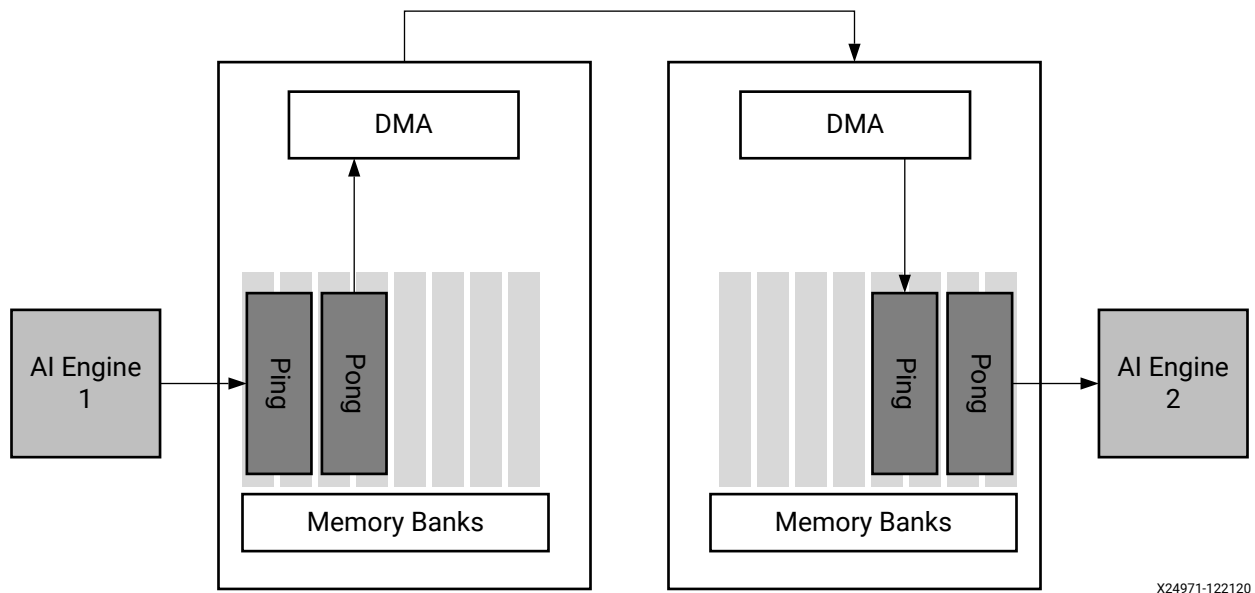 DMA
DMA
AI Engine
1
Ping
Pong
Ping
Pong
AI Engine
2
Memory Banks
Memory Banks
X24971-122120